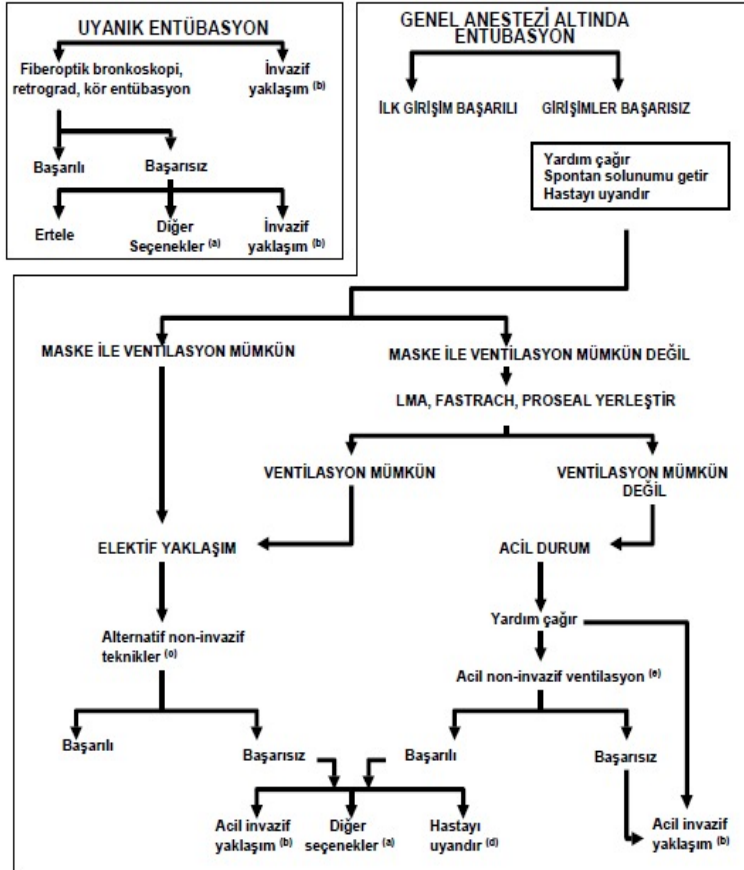 UYANIK ENTÜBASYON
Fiberoptik bronkoskopi,
retrograd, kör entübasyon
İnvazif
yaklaşım (b)
Başarılı
Başarısız
Ertele
Diğer
Seçenekler (a)
İnvazif
yaklaşım (b)
GENEL ANESTEZİ ALTINDA
ENTÜBASYON
İLK GİRİŞİM BAŞARILI
GİRİŞİMLER BAŞARISIZ
Yardım çağır
Spontan solunumu getir
Hastayı uyandır
MASKE İLE VENTİLASYON MÜMKÜN
MASKE İLE VENTİLASYON MÜMKÜN DEĞİL
LMA, FASTRACH, PROSEAL YERLEŞTİR
VENTİLASYON MÜMKÜN
VENTİLASYON MÜMKÜN
DEĞİL
ELEKTİF YAKLAŞIM
ACİL DURUM
Yardım çağır
Alternatif non-invazif
teknikler (o)
Acil non-invazif ventilasyon (e)
Başarılı
Başarısız
Başarılı
Başarısız
Acil invazif
yaklaşım (b)
Diğer
seçenekler (a)
Hastayı
uyandır (d)
Acil invazif
yaklaşım (b)